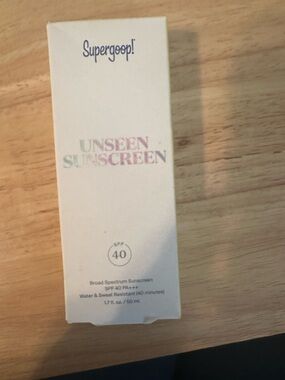 Supergoop!
UNSEEN
SUNSCREEN
SPF
40
Broad Spectrum Sunscreen
SPF 40 PA+++
Water & Sweat Resistant (40 minutes)
1.7 fl. oz. / 50 mL